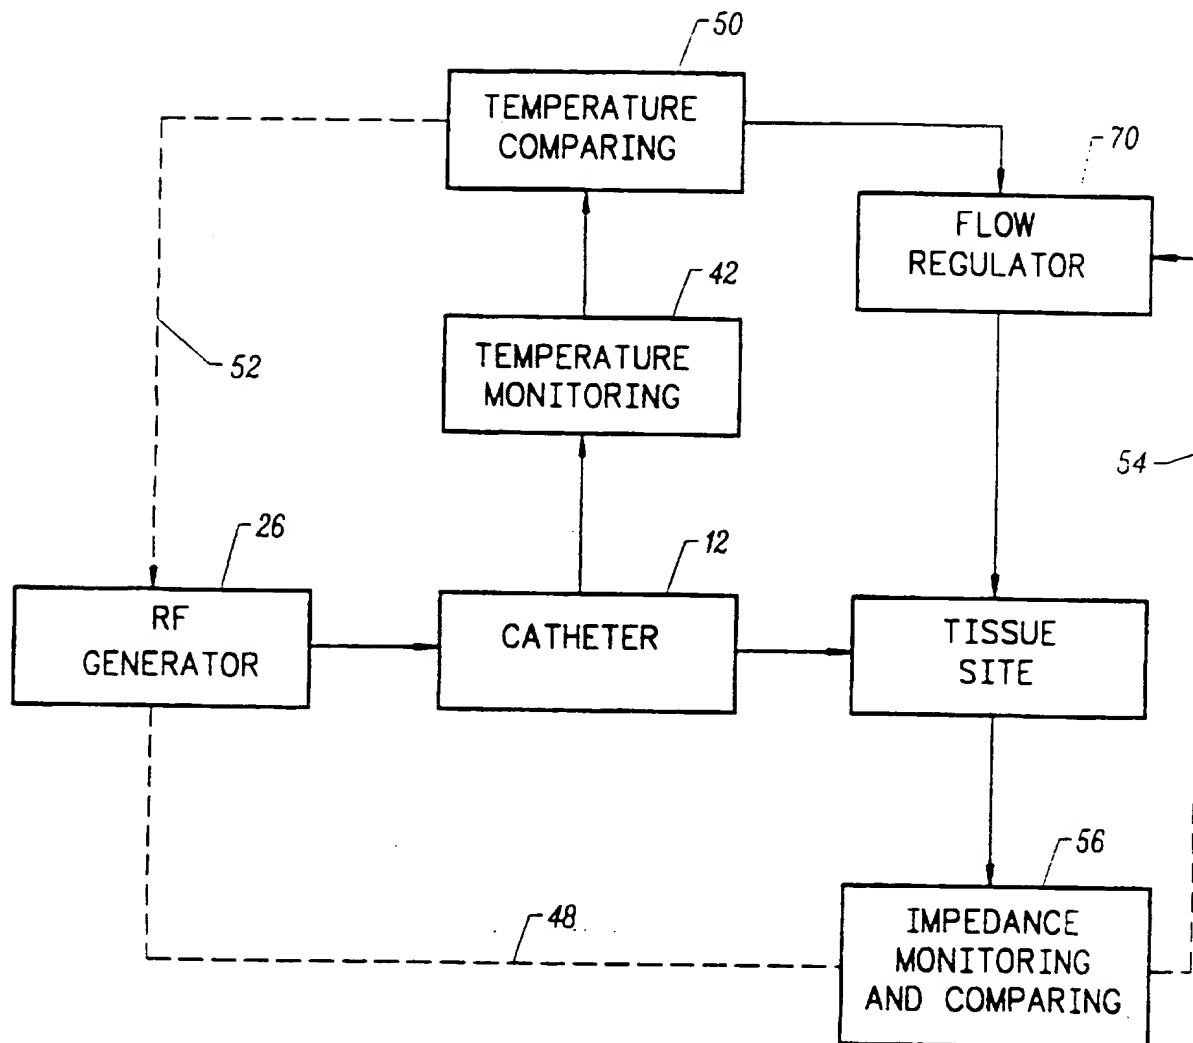 50
TEMPERATURE
COMPARING
70
FLOW
REGULATOR
42
TEMPERATURE
MONITORING
52
54
26
RF
GENERATOR
12
CATHETER
TISSUE
SITE
56
IMPEDANCE
MONITORING
AND COMPARING
48